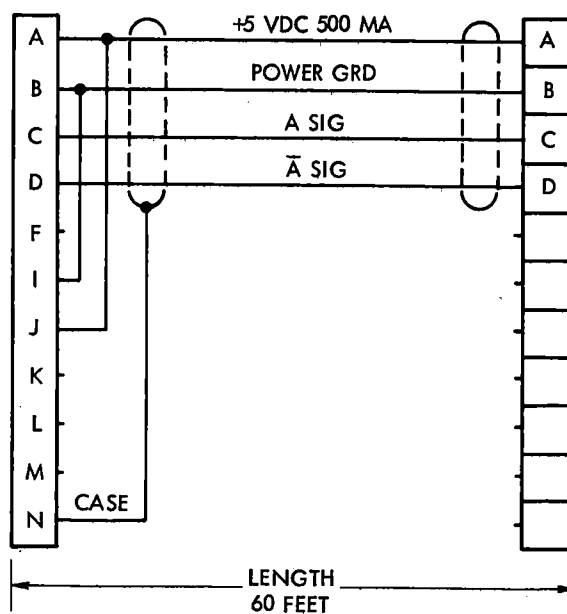 A +5 VDC 500 MA A
B POWER GRD B
C A SIG C
D Ā SIG D
F
I
J
K
L
M
N CASE
LENGTH
60 FEET